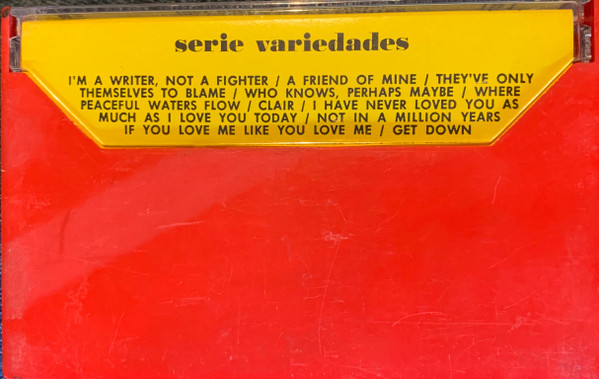 serie variedades
I'M A WRITER, NOT A FIGHTER / A FRIEND OF MINE / THEY'VE ONLY
THEMSELVES TO BLAME / WHO KNOWS, PERHAPS MAYBE / WHERE
PEACEFUL WATERS FLOW / CLAIR / I HAVE NEVER LOVED YOU AS
MUCH AS I LOVE YOU TODAY / NOT IN A MILLION YEARS
IF YOU LOVE ME LIKE YOU LOVE ME / GET DOWN